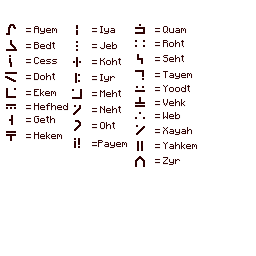 = Ayem
= Bedt
= Cess
= Doht
= Ekem
= Hefhed
= Geth
= Hekem
= Iya
= Jeb
= Koht
= Iyr
= Meht
= Neht
= Oht
=Payem
= Quam
= Roht
= Seht
= Tayem
= Yoodt
= Vehk
= Web
= Xayah
= Yahkem
= Zyr